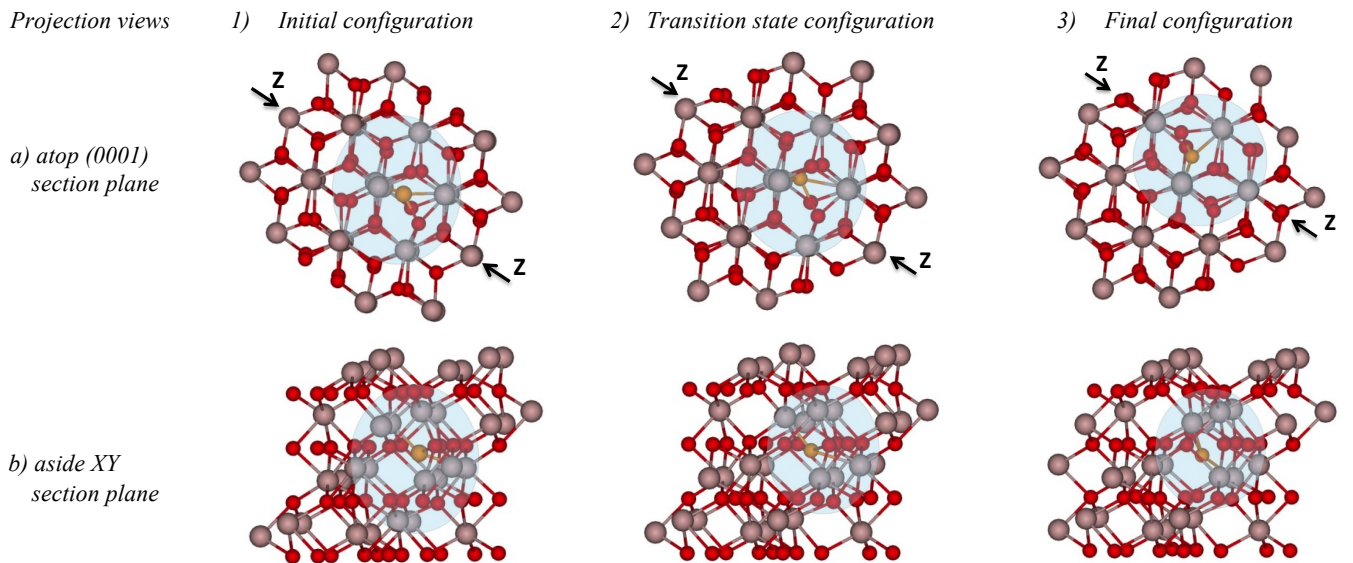 Projection views
1) Initial configuration
2) Transition state configuration
3) Final configuration
Z
Z
Z
a) atop (0001)
section plane
Z
Z
Z
b) aside XY
section plane